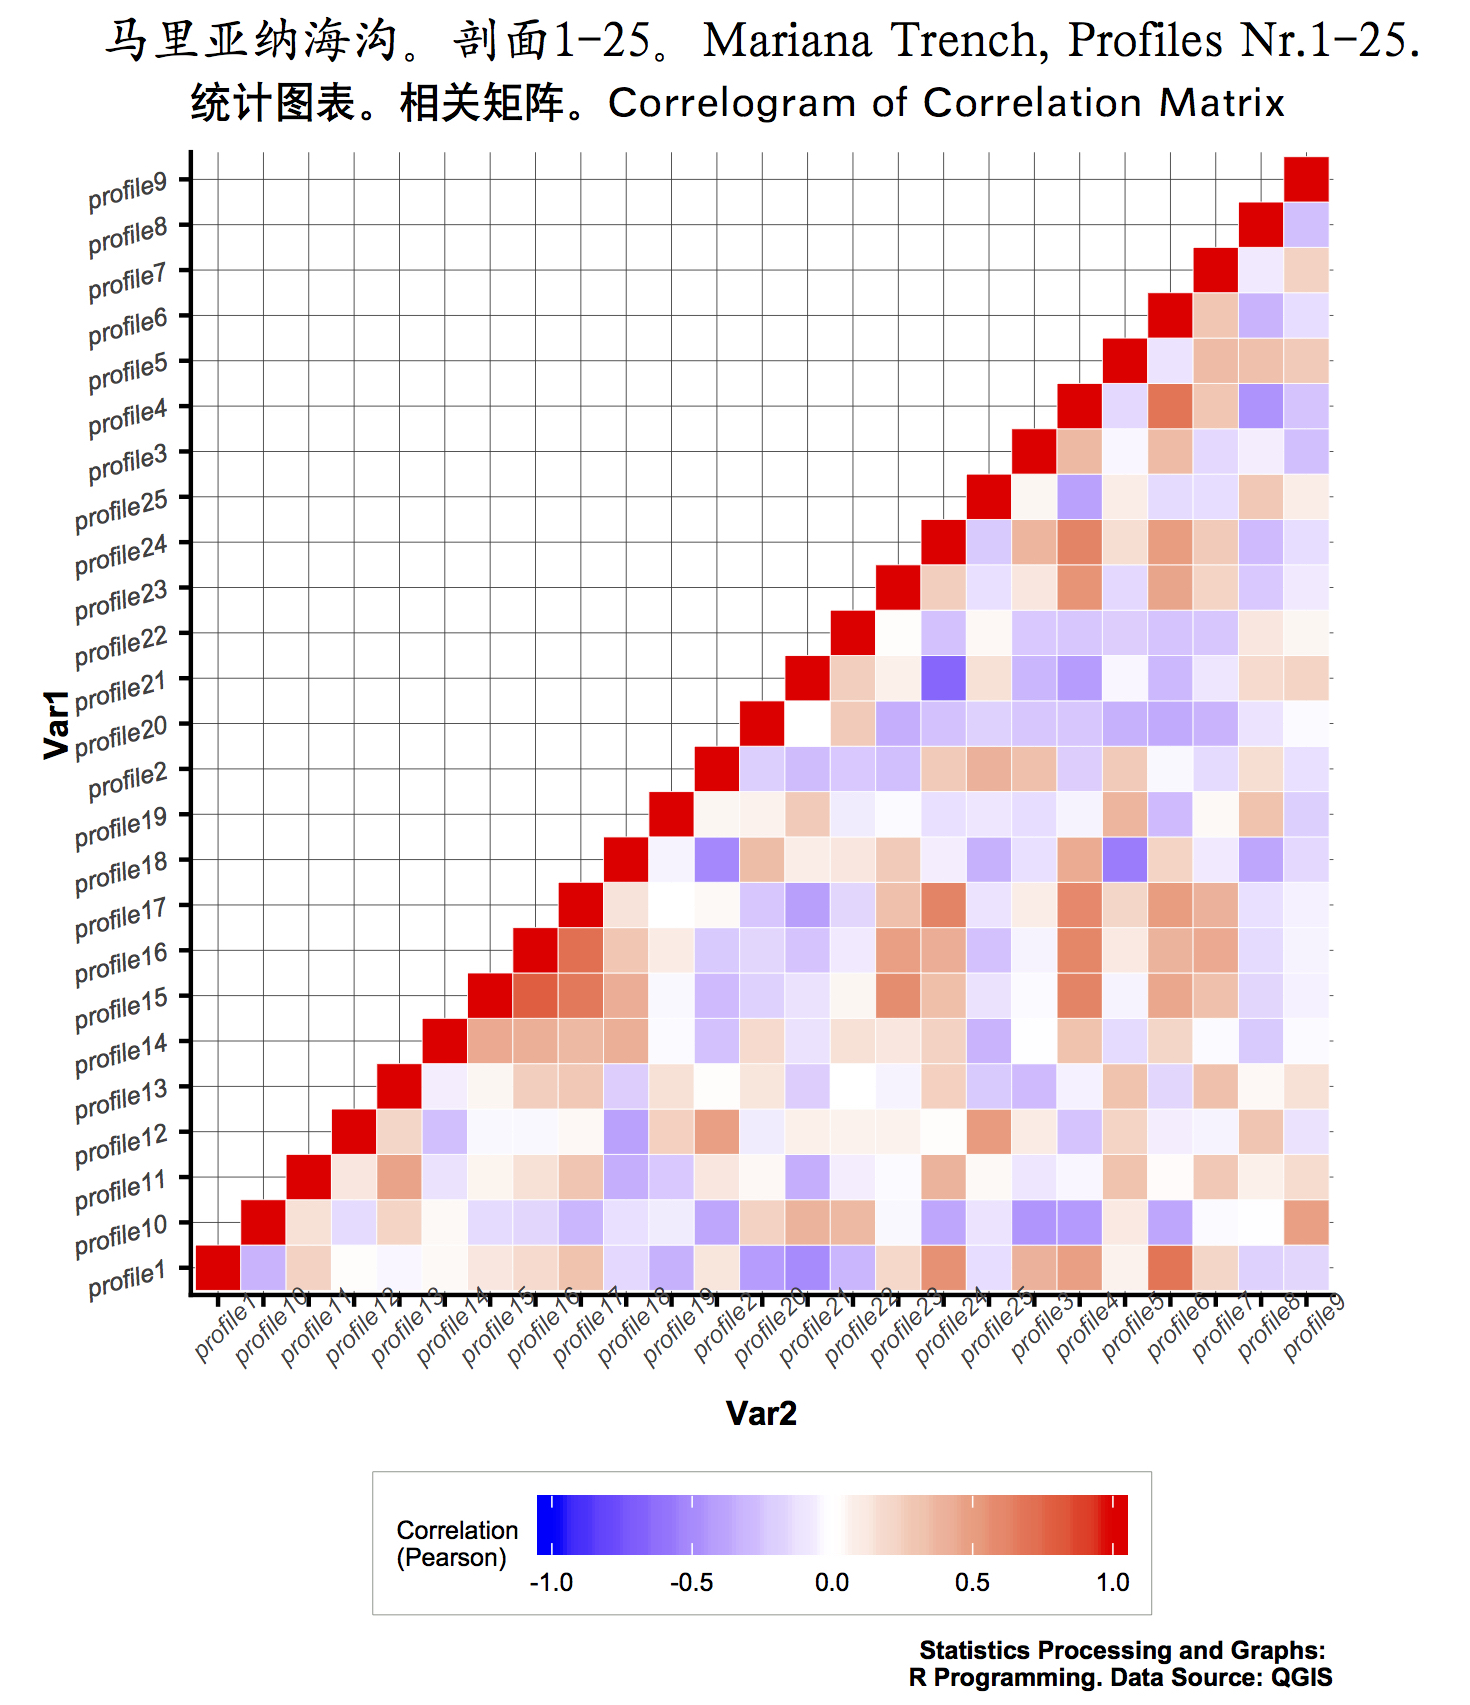 马里亚纳海沟。剖面1-25。Mariana Trench, Profiles Nr.1-25.
统计图表。相关矩阵。Correlogram of Correlation Matrix
profile9
profile8
profile7
profile6
profile5
profile4
profile3
profile25
profile24
profile23
profile22
profile21
profile20
profile2
profile19
profile18
profile17
profile16
profile15
profile14
profile13
profile12
profile11
profile10
profile1
Var1
profile1
profile10
profile11
profile12
profile13
profile14
profile15
profile16
profile17
profile18
profile19
profile2
profile20
profile21
profile22
profile23
profile24
profile25
profile3
profile4
profile5
profile6
profile7
profile8
profile9
Var2
Correlation
(Pearson)
-1.0 -0.5 0.0 0.5 1.0
Statistics Processing and Graphs:
R Programming. Data Source: QGIS